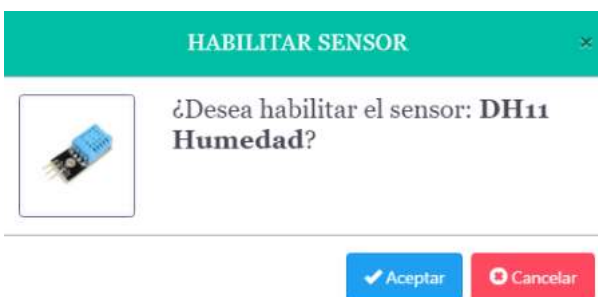 HABILITAR SENSOR
¿Desea habilitar el sensor: DH11
Humedad?
Aceptar
Cancelar